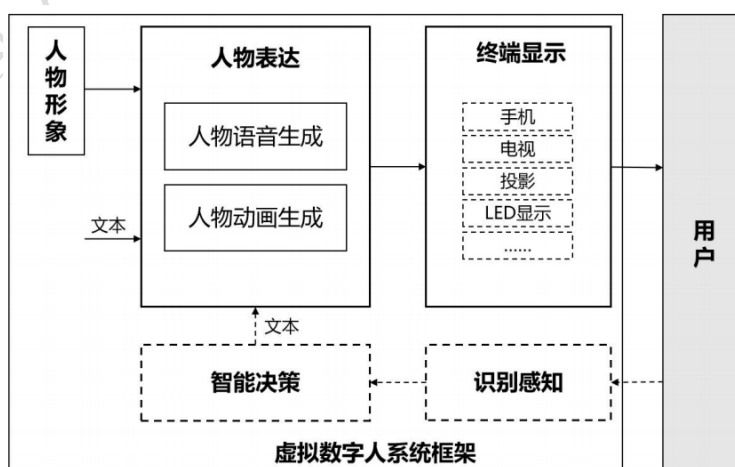 人物形象
人物表达
人物语音生成
人物动画生成
文本
终端显示
手机
电视
投影
LED显示
......
用户
文本
智能决策
识别感知
虚拟数字人系统框架